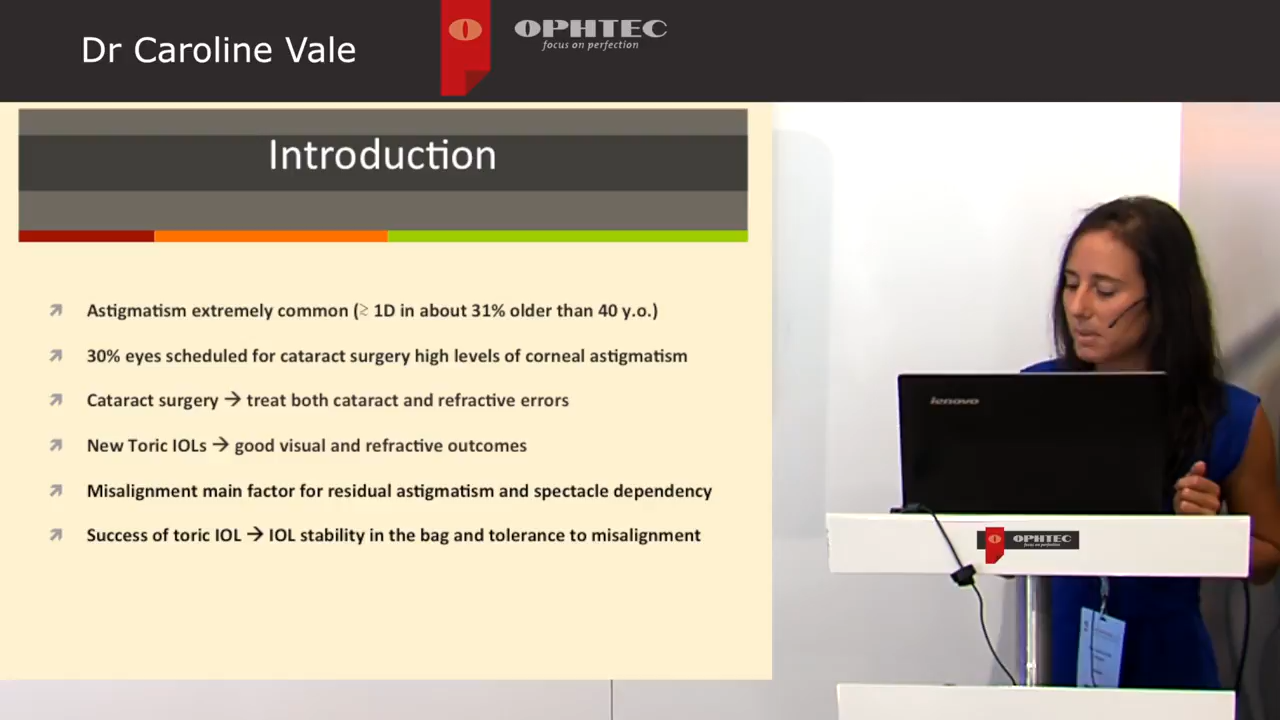 Dr Caroline Vale
OPHTEC
focus on perfection
Introduction
Astigmatism extremely common (≥ 1D in about 31% older than 40 y.o.)
30% eyes scheduled for cataract surgery high levels of corneal astigmatism
Cataract surgery → treat both cataract and refractive errors
New Toric IOLs → good visual and refractive outcomes
Misalignment main factor for residual astigmatism and spectacle dependency
Success of toric IOL → IOL stability in the bag and tolerance to misalignment
lenovo
OPHTEC
focus on perfection